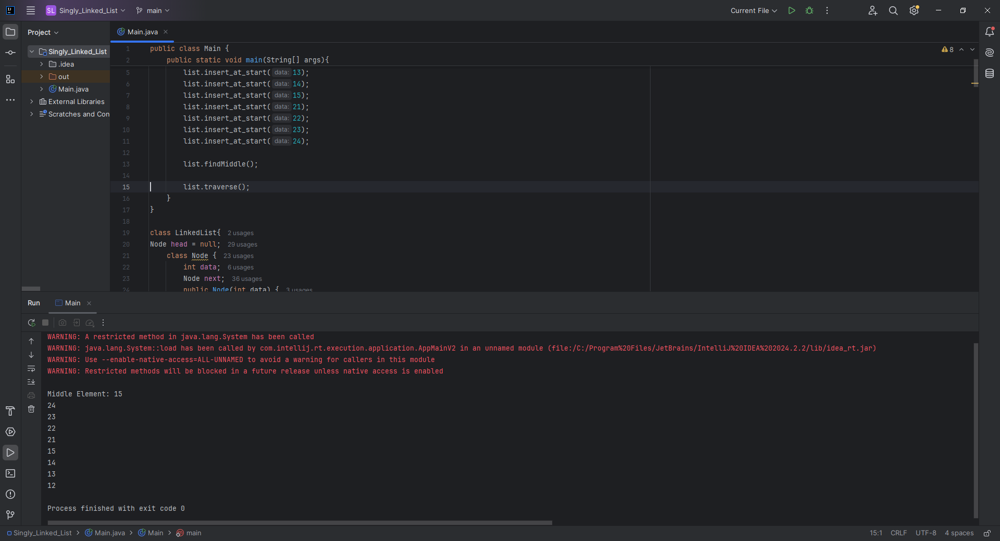 SL Singly_Linked_List main Current File
Project
Main.java
Singly_Linked_List
.idea
out
Main.java
External Libraries
Scratches and Con
8
1 public class Main {
2 public static void main(String[] args){
5 list.insert_at_start( data: 13);
6 list.insert_at_start( data: 14);
7 list.insert_at_start( data: 15);
8 list.insert_at_start( data: 21);
9 list.insert_at_start( data: 22);
10 list.insert_at_start( data: 23);
11 list.insert_at_start( data: 24);
12
13 list.findMiddle();
14
15 list.traverse();
16 }
17 }
18
19 class LinkedList{ 2 usages
20 Node head = null; 29 usages
21 class Node { 23 usages
22 int data; 6 usages
23 Node next; 36 usages
24 public Node(int data) { 3 usages
Run Main
WARNING: A restricted method in java.lang.System has been called
WARNING: java.lang.System::load has been called by com.intellij.rt.execution.application.AppMainV2 in an unnamed module (file:/C:/Program%20Files/JetBrains/IntelliJ%20IDEA%202024.2.2/lib/idea_rt.jar)
WARNING: Use --enable-native-access=ALL-UNNAMED to avoid a warning for callers in this module
WARNING: Restricted methods will be blocked in a future release unless native access is enabled
Middle Element: 15
24
23
22
21
15
14
13
12
Process finished with exit code 0
Singly_Linked_List > Main.java > Main > main 15:1 CRLF UTF-8 4 spaces